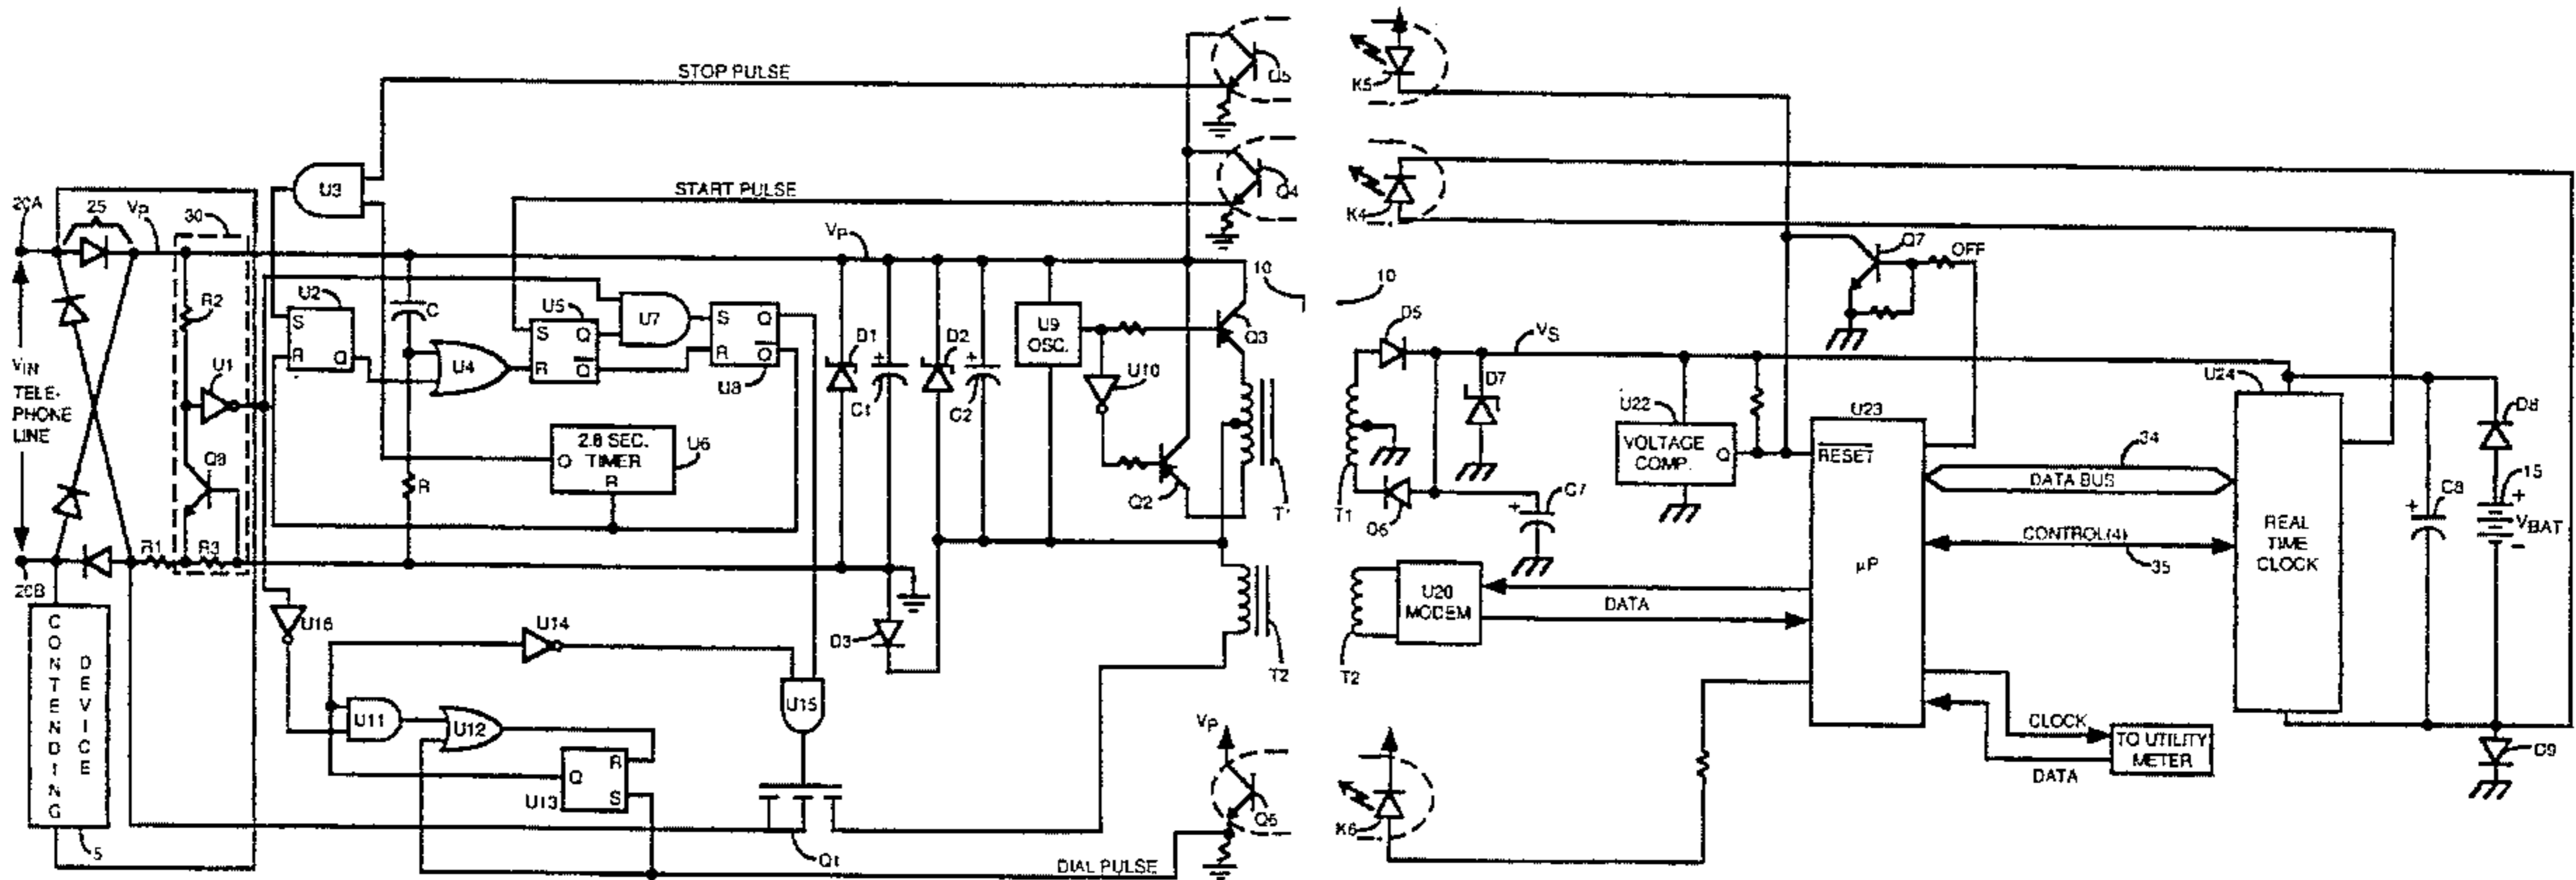 STOP PULSE
Q5
K5
U3
START PULSE
Q4
K4
20A
25
VP
30
VP
Q7
OFF
10
10
R2
U2
S
R
Q
C
U4
U5
S
Q
R
Q
U7
S
Q
R
Q
U8
D1
C1
D2
C2
U9
OSC.
U10
Q3
Q2
T1
D5
VS
D7
T1
D6
C7
U22
VOLTAGE
COMP.
Q
U23
RESET
µP
34
DATA BUS
CONTROL(4)
35
U24
REAL
TIME
CLOCK
C8
D8
15
+
VBAT
-
U1
VIN
TELE-
PHONE
LINE
Q9
2.8 SEC.
TIMER
Q
R
U6
R
R1
R3
20B
CONTENDING
DEVICE
5
U16
U14
D3
U15
U11
U12
U13
Q
R
S
Q1
T2
T2
U20
MODEM
DATA
VP
Q6
K6
DIAL PULSE
CLOCK
DATA
TO UTILITY
METER
D9